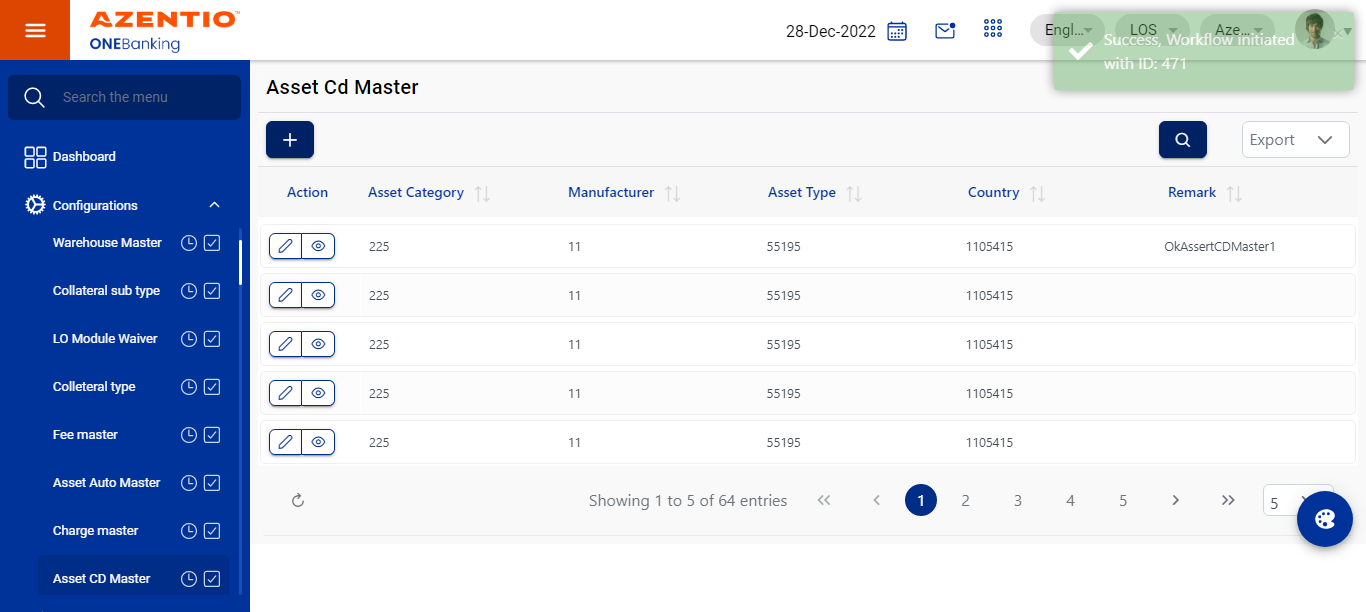 AZENTIO™
ONEBanking
28-Dec-2022
Engl...
LOS
Aze...
Success, Workflow initiated
with ID: 471
Search the menu
Dashboard
Configurations
Warehouse Master
Collateral sub type
LO Module Waiver
Colleteral type
Fee master
Asset Auto Master
Charge master
Asset CD Master
Asset Cd Master
+
Export
Action Asset Category Manufacturer Asset Type Country Remark
225 11 55195 1105415 OkAssertCDMaster1
225 11 55195 1105415
225 11 55195 1105415
225 11 55195 1105415
225 11 55195 1105415
Showing 1 to 5 of 64 entries « ‹ 1 2 3 4 5 › » 5